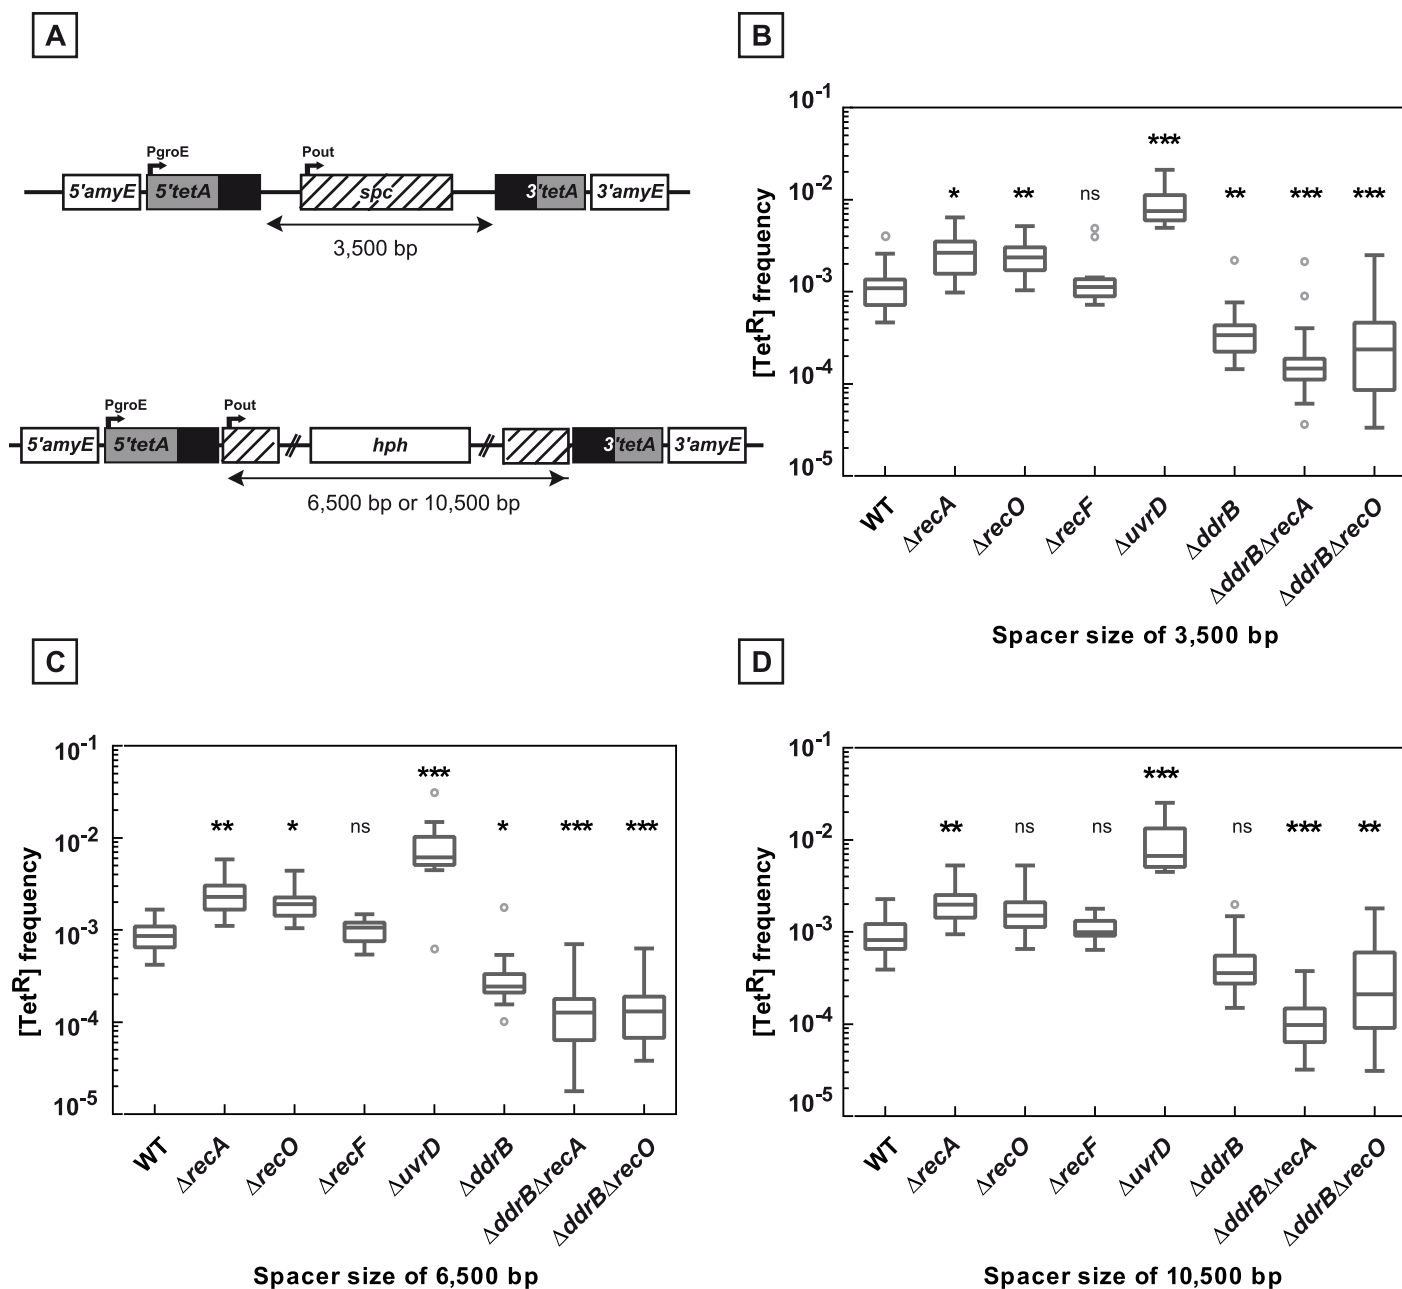 A
PgroE
Pout
5'amyE
5'tetA
spc
3'tetA
3'amyE
3,500 bp
PgroE
Pout
5'amyE
5'tetA
hph
3'tetA
3'amyE
6,500 bp or 10,500 bp
B
[TetR] frequency
10-1
10-2
10-3
10-4
10-5
* ** ns *** ** *** ***
WT ΔrecA ΔrecO ΔrecF ΔuvrD ΔddrB ΔddrBΔrecA ΔddrBΔrecO
Spacer size of 3,500 bp
C
[TetR] frequency
10-1
10-2
10-3
10-4
10-5
** * ns *** * *** ***
WT ΔrecA ΔrecO ΔrecF ΔuvrD ΔddrB ΔddrBΔrecA ΔddrBΔrecO
Spacer size of 6,500 bp
D
[TetR] frequency
10-1
10-2
10-3
10-4
10-5
** ns ns *** ns *** **
WT ΔrecA ΔrecO ΔrecF ΔuvrD ΔddrB ΔddrBΔrecA ΔddrBΔrecO
Spacer size of 10,500 bp